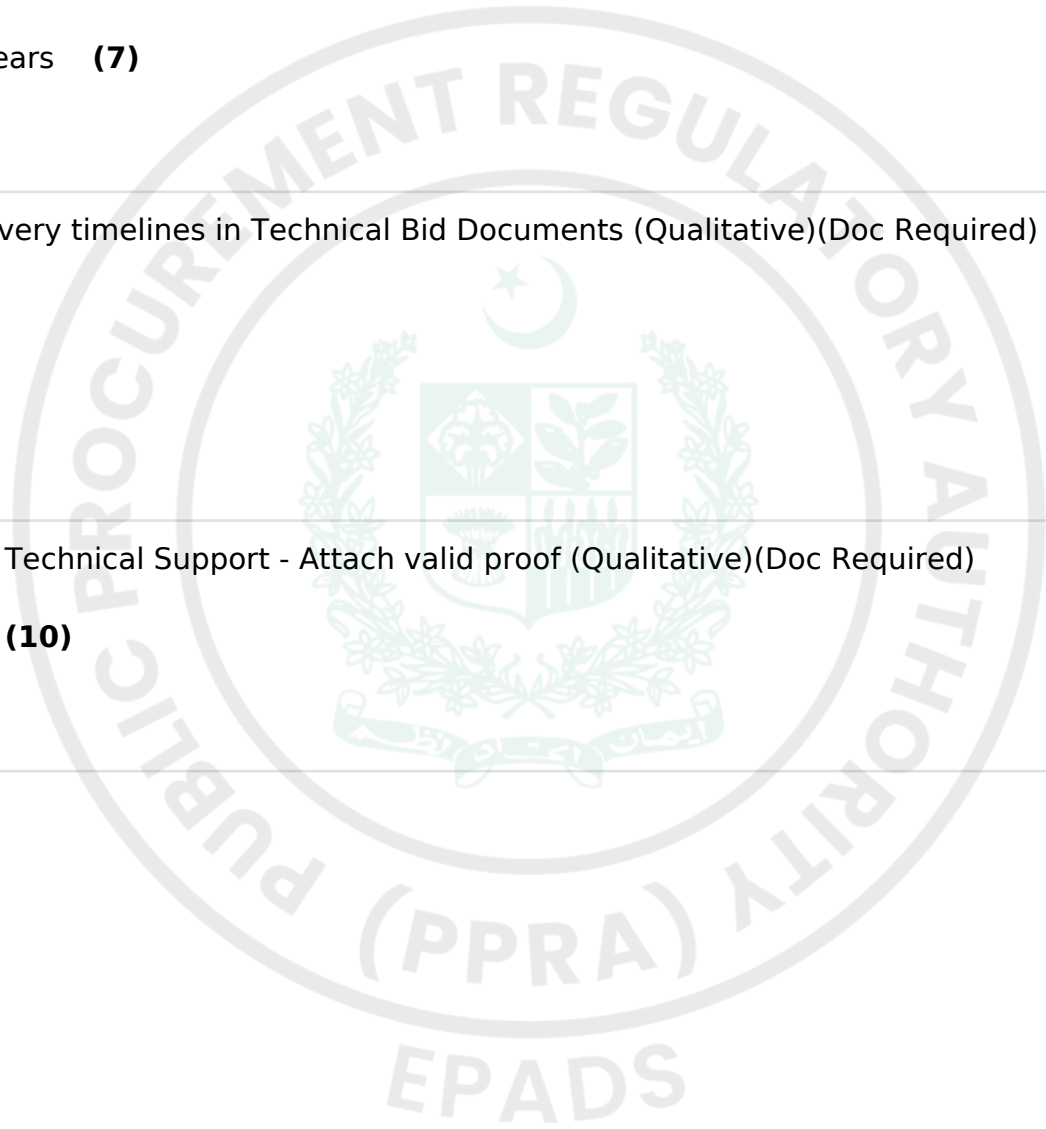 ears (7)
very timelines in Technical Bid Documents (Qualitative)(Doc Required)
Technical Support - Attach valid proof (Qualitative)(Doc Required)
(10)
PUBLIC PROCUREMENT REGULATORY AUTHORITY
(PPRA)
EPADS